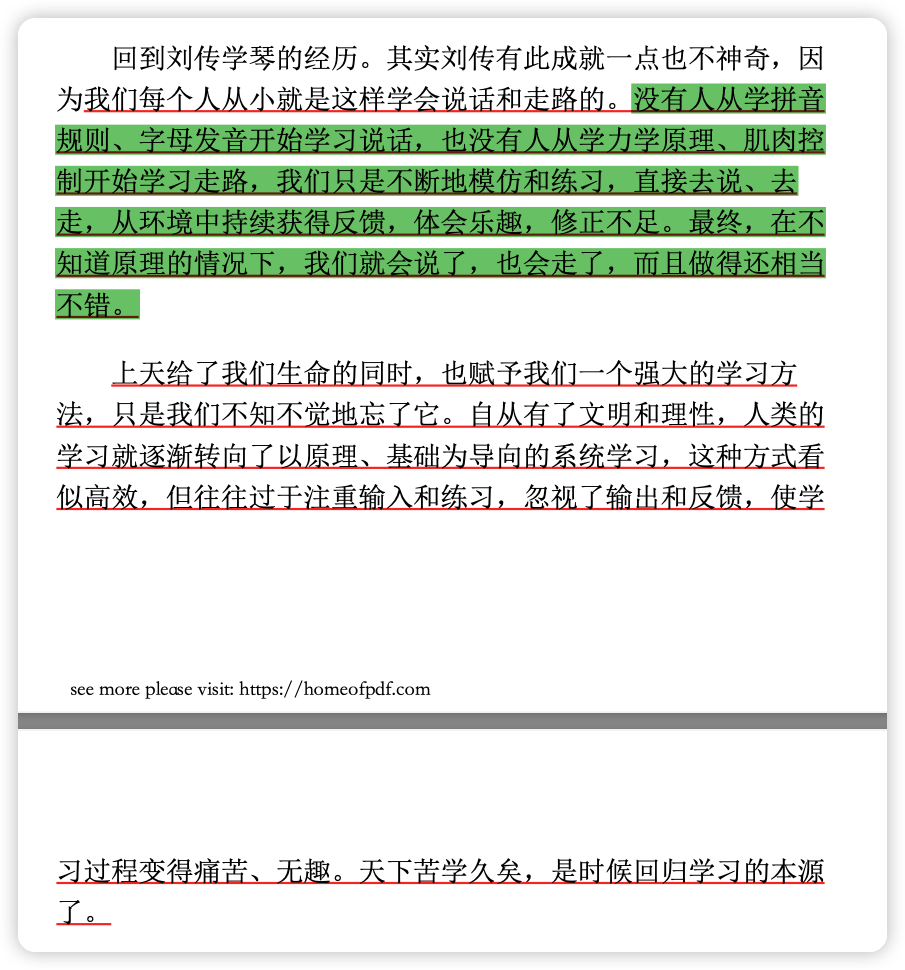 回到刘传学琴的经历。其实刘传有此成就一点也不神奇，因
为我们每个人从小就是这样学会说话和走路的。没有人从学拼音
规则、字母发音开始学习说话，也没有人从学力学原理、肌肉控
制开始学习走路，我们只是不断地模仿和练习，直接去说、去
走，从环境中持续获得反馈，体会乐趣，修正不足。最终，在不
知道原理的情况下，我们就会说了，也会走了，而且做得还相当
不错。
上天给了我们生命的同时，也赋予我们一个强大的学习方
法，只是我们不知不觉地忘了它。自从有了文明和理性，人类的
学习就逐渐转向了以原理、基础为导向的系统学习，这种方式看
似高效，但往往过于注重输入和练习，忽视了输出和反馈，使学
see more please visit: https://homeofpdf.com
习过程变得痛苦、无趣。天下苦学久矣，是时候回归学习的本源
了。